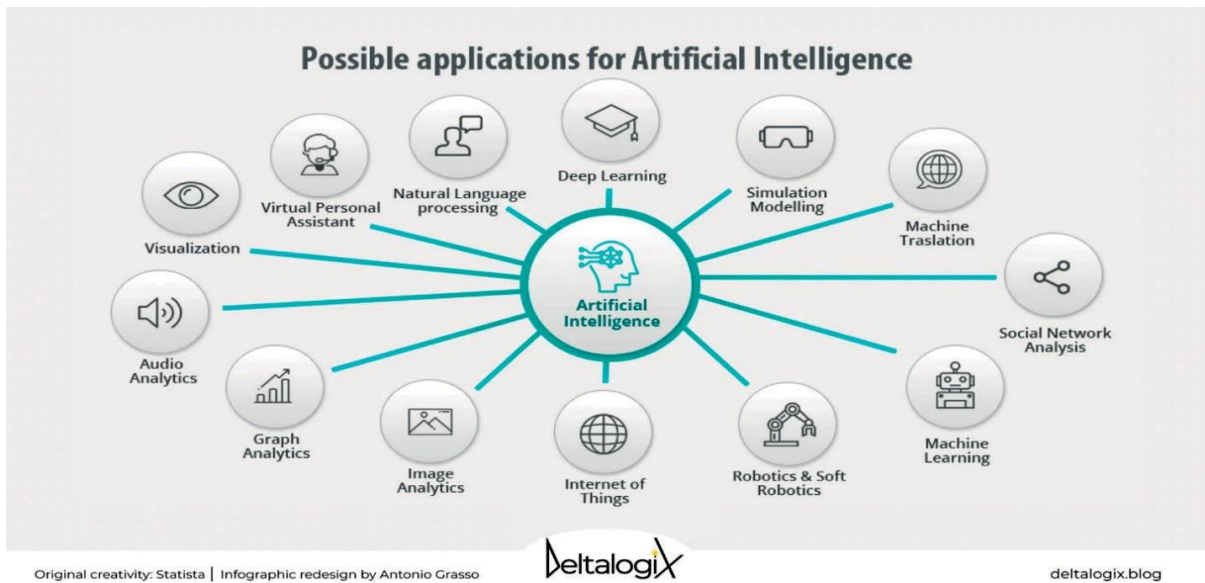 Possible applications for Artificial Intelligence
Visualization
Virtual Personal
Assistant
Natural Language
processing
Deep Learning
Simulation
Modelling
Machine
Traslation
Social Network
Analysis
Machine
Learning
Robotics & Soft
Robotics
Internet of
Things
Image
Analytics
Graph
Analytics
Audio
Analytics
Artificial
Intelligence
Original creativity: Statista | Infographic redesign by Antonio Grasso
DeltalogiX
deltalogix.blog